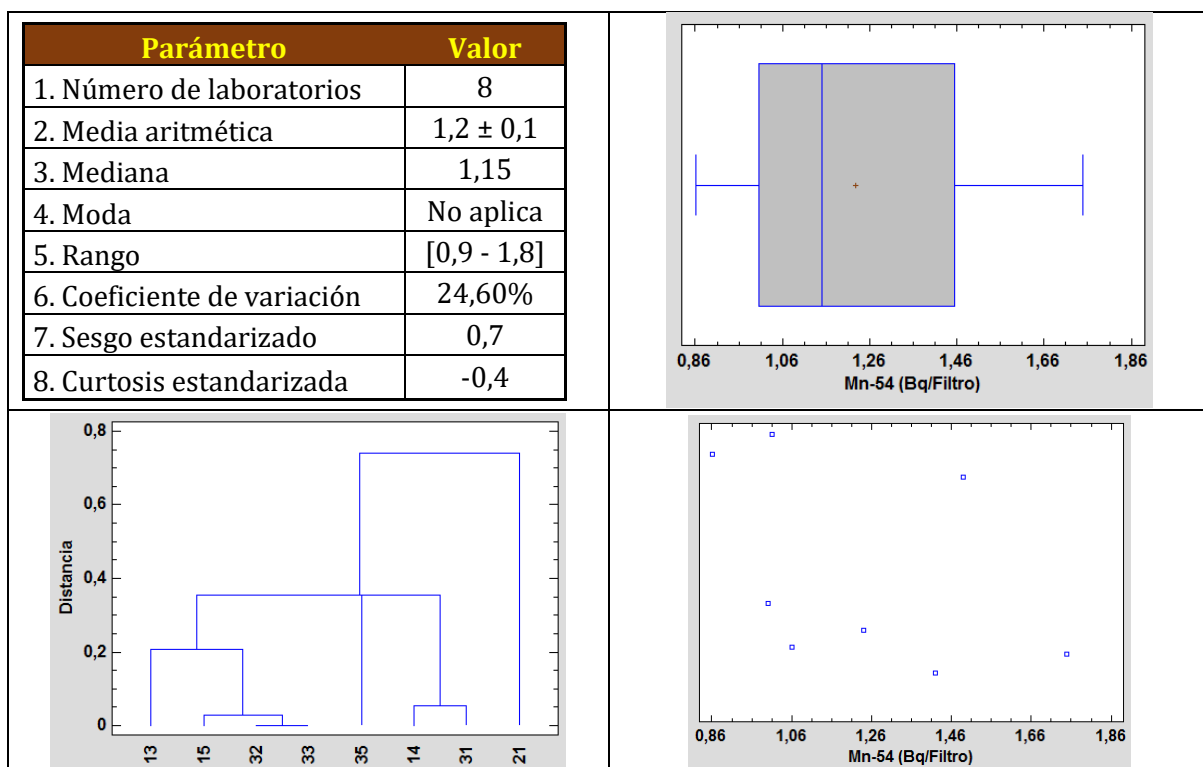 Parámetro Valor
1. Número de laboratorios 8
2. Media aritmética 1,2 ± 0,1
3. Mediana 1,15
4. Moda No aplica
5. Rango [0,9 - 1,8]
6. Coeficiente de variación 24,60%
7. Sesgo estandarizado 0,7
8. Curtosis estandarizada -0,4
0,86 1,06 1,26 1,46 1,66 1,86
Mn-54 (Bq/Filtro)
0,8
0,6
0,4
0,2
0
Distancia
13 15 32 33 35 14 31 21
0,86 1,06 1,26 1,46 1,66 1,86
Mn-54 (Bq/Filtro)